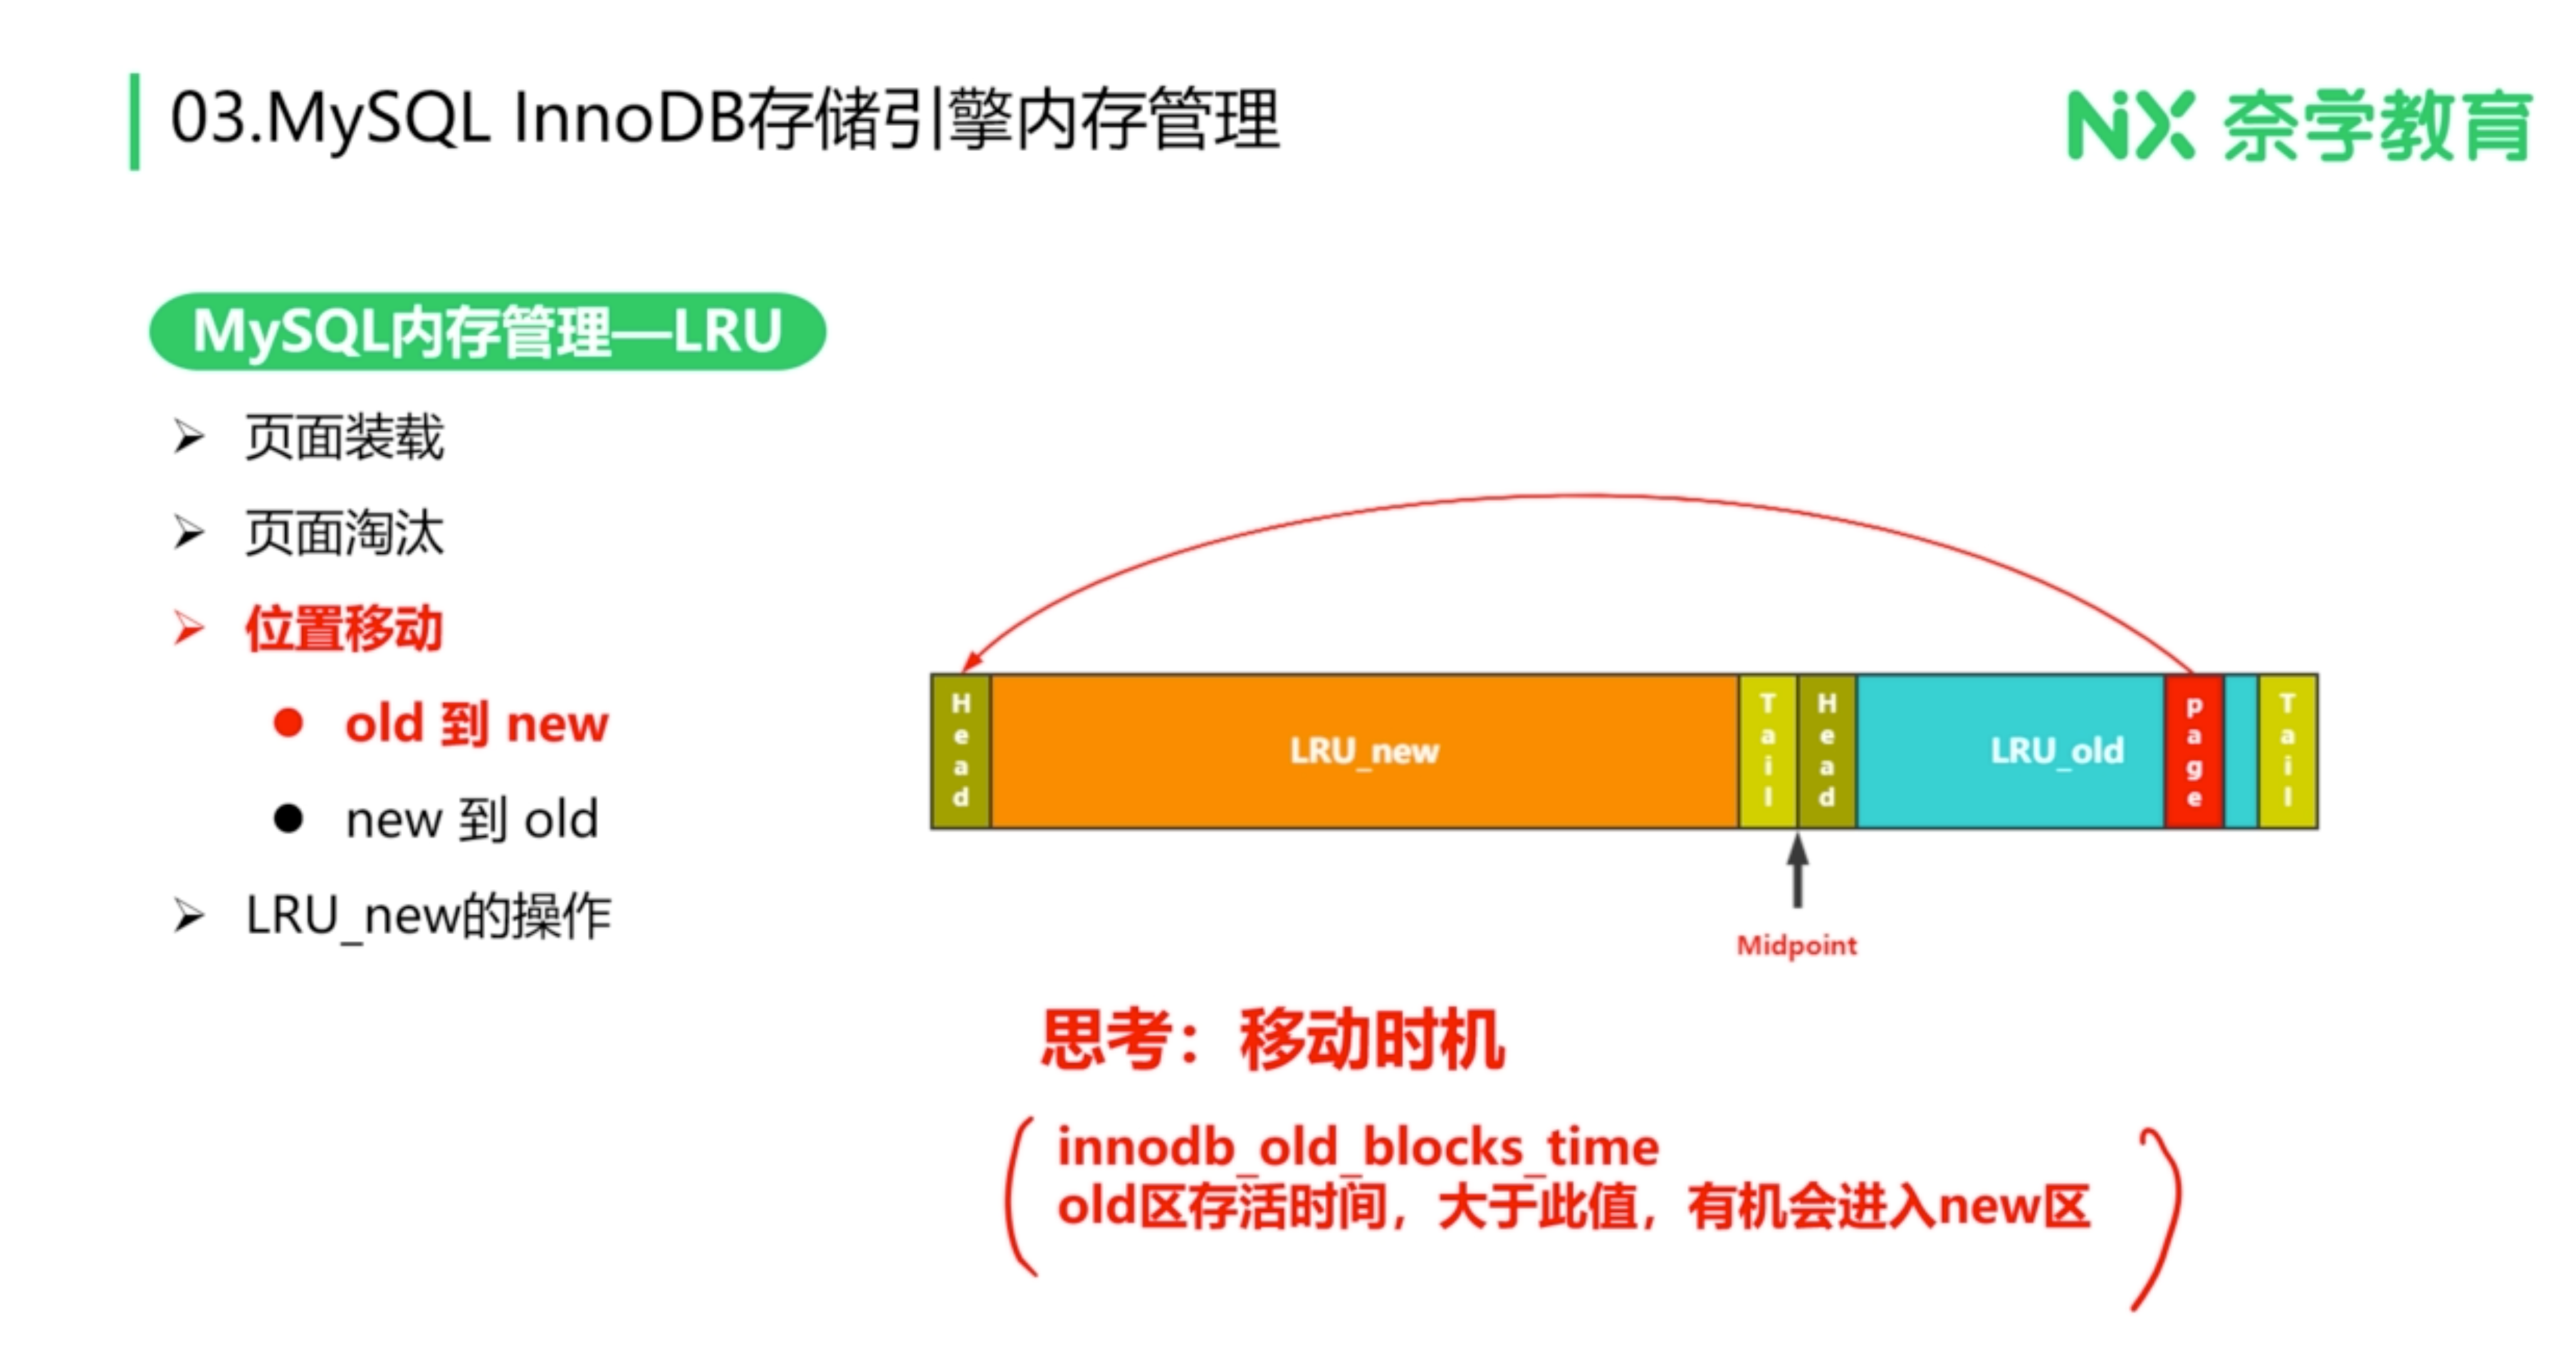 03.MySQL InnoDB存储引擎内存管理
NX 奈学教育
MySQL内存管理—LRU
页面装载
页面淘汰
位置移动
old 到 new
new 到 old
LRU_new的操作
Head
LRU_new
Tail
Head
LRU_old
page
Tail
Midpoint
思考：移动时机
innodb_old_blocks_time
old区存活时间，大于此值，有机会进入new区